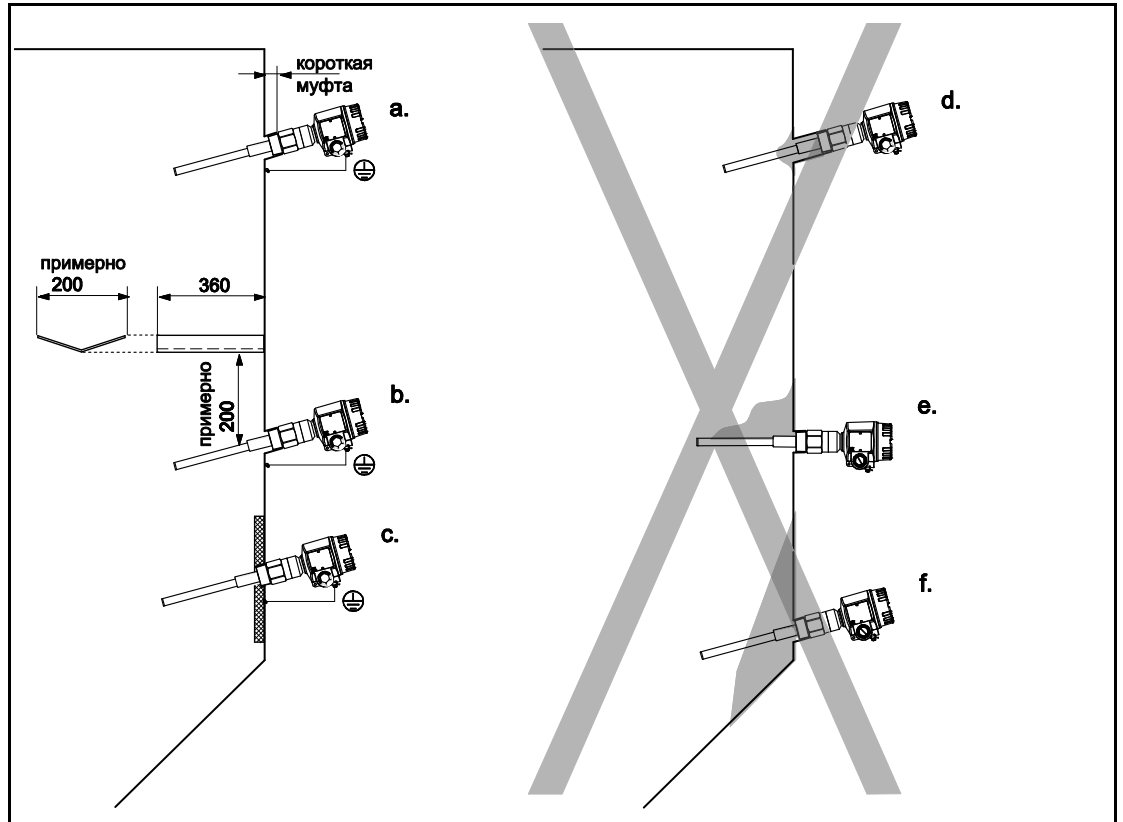 короткая
муфта
a.
d.
примерно
200
360
примерно
200
b.
e.
c.
f.